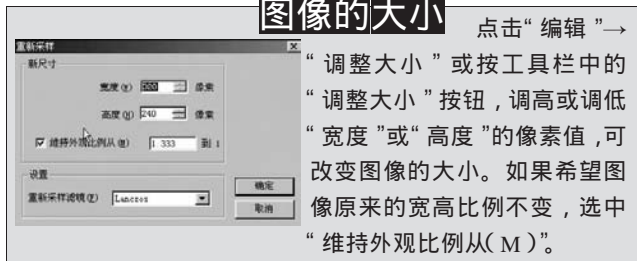 图像的大小
点击“编辑”→
“调整大小”或按工具栏中的
“调整大小”按钮，调高或调低
“宽度”或“高度”的像素值，可
改变图像的大小。如果希望图
像原来的宽高比例不变，选中
“维持外观比例从(M)”。
重新采样
新尺寸
宽度(Y) 像素
高度(H) 240 像素
维持外观比例从(M) 1.333 到 1
设置
重新采样滤镜(F) Lanczos
确定
取消